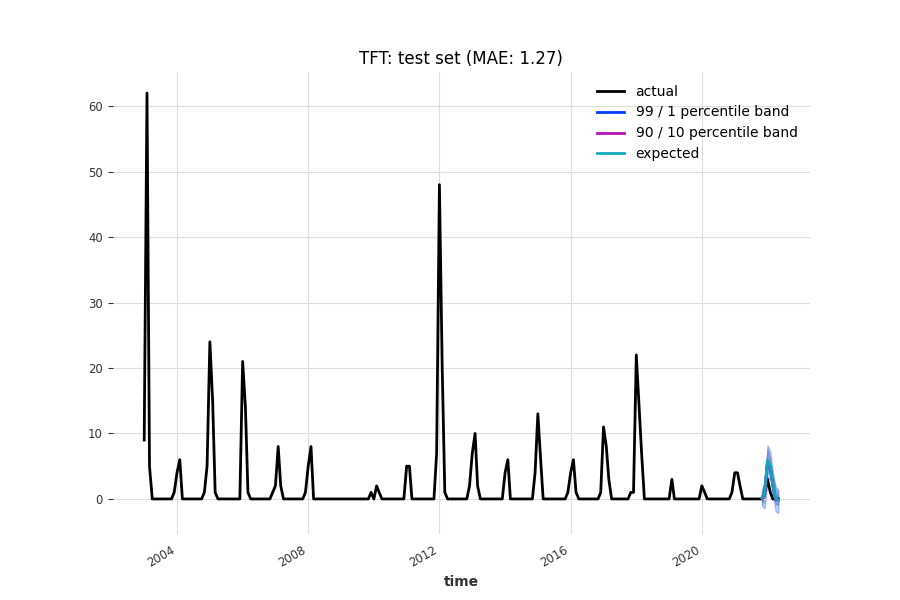 TFT: test set (MAE: 1.27)
actual
99 / 1 percentile band
90 / 10 percentile band
expected
60
50
40
30
20
10
0
2004
2008
2012
2016
2020
time